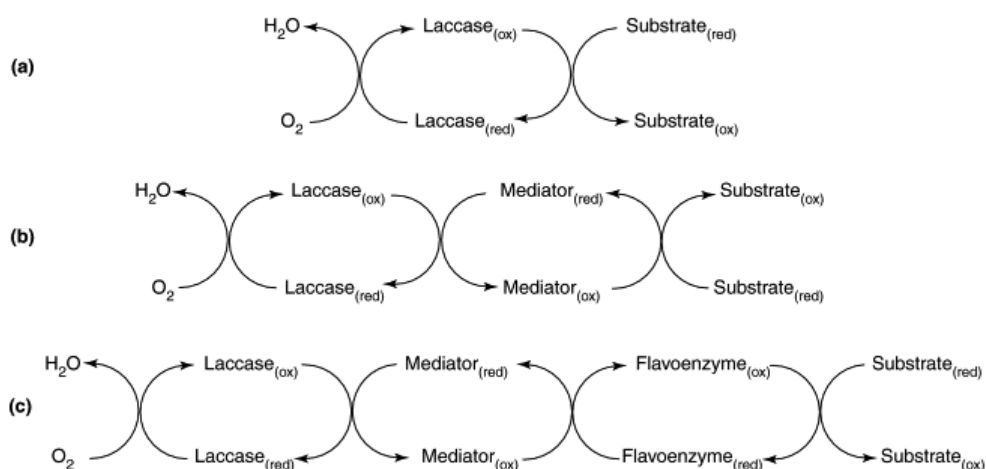 H2O Laccase(ox) Substrate(red)
(a)
O2 Laccase(red) Substrate(ox)
H2O Laccase(ox) Mediator(red) Substrate(ox)
(b)
O2 Laccase(red) Mediator(ox) Substrate(red)
H2O Laccase(ox) Mediator(red) Flavoenzyme(ox) Substrate(red)
(c)
O2 Laccase(red) Mediator(ox) Flavoenzyme(red) Substrate(ox)